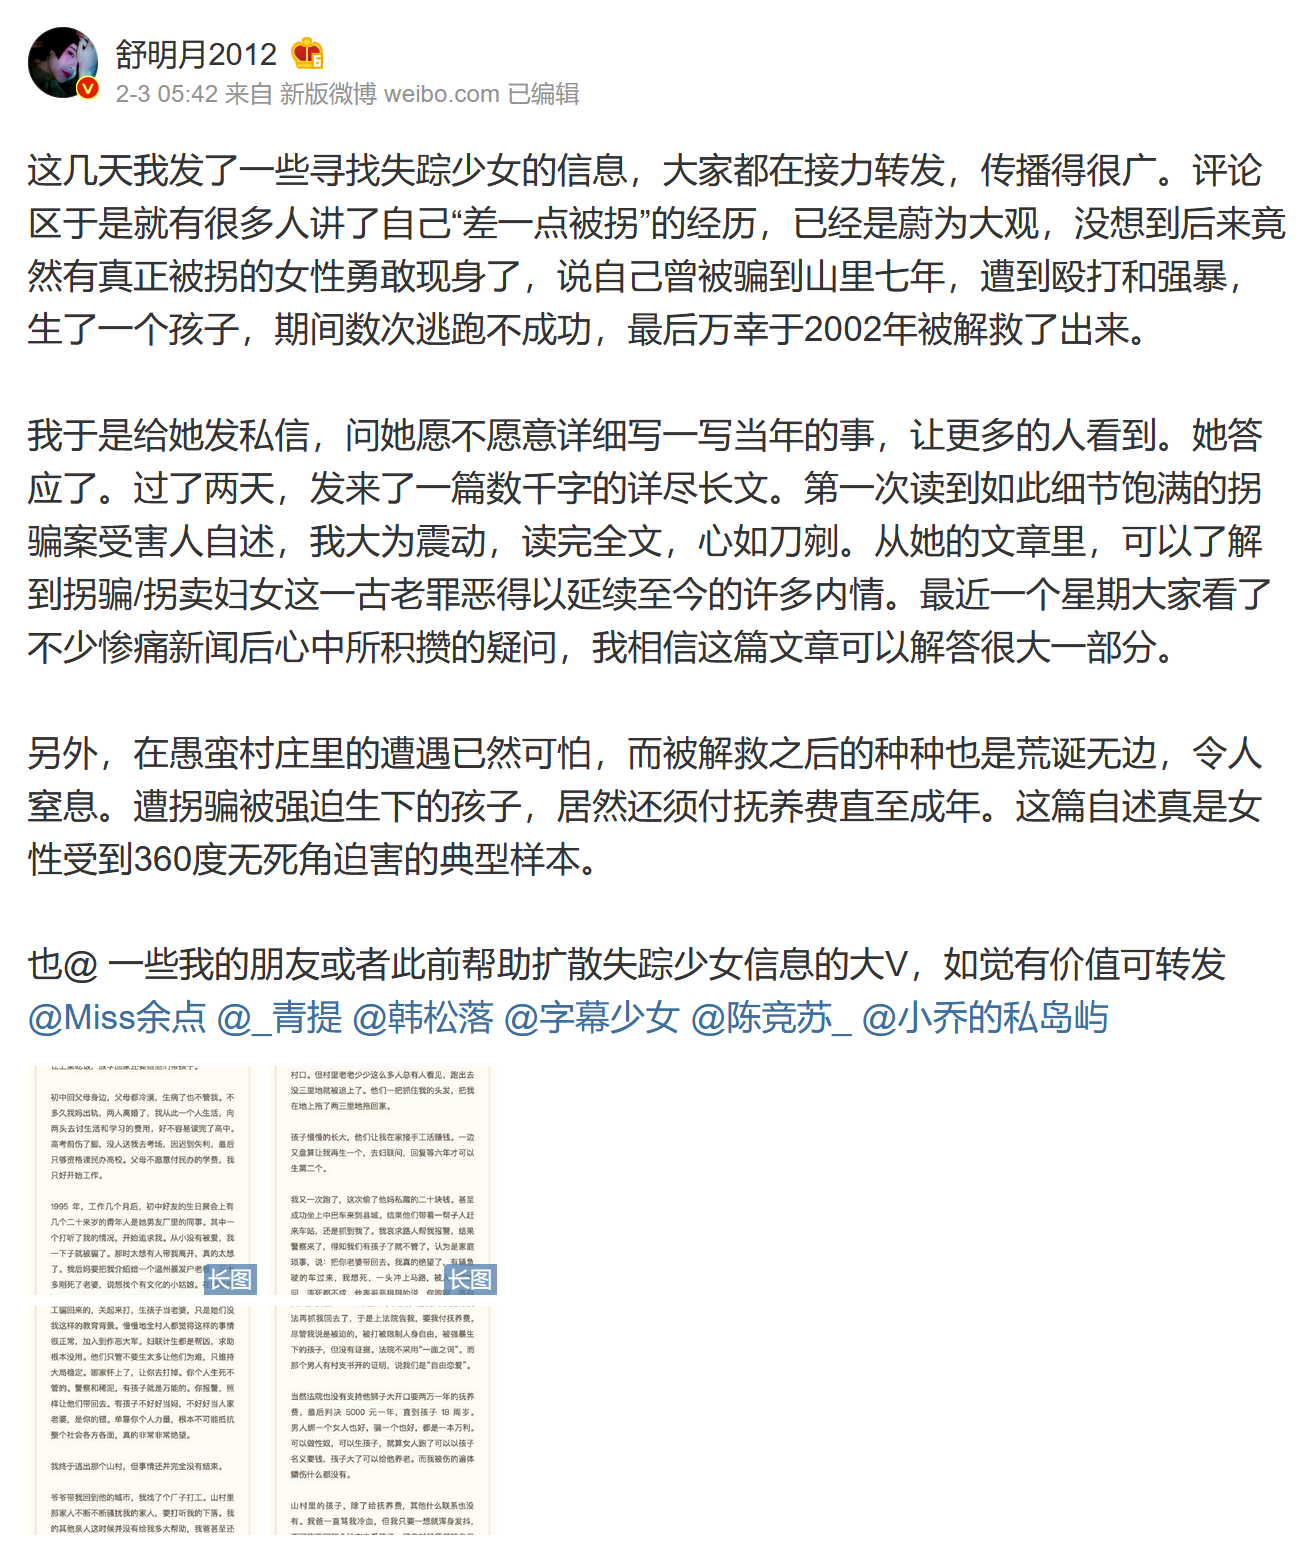 舒明月2012
2-3 05:42 来自 新版微博 weibo.com 已编辑
这几天我发了一些寻找失踪少女的信息，大家都在接力转发，传播得很广。评论
区于是就有很多人讲了自己“差一点被拐”的经历，已经是蔚为大观，没想到后来竟
然有真正被拐的女性勇敢现身了，说自己曾被骗到山里七年，遭到殴打和强暴，
生了一个孩子，期间数次逃跑不成功，最后万幸于2002年被解救了出来。
我于是给她发私信，问她愿不愿意详细写一写当年的事，让更多的人看到。她答
应了。过了两天，发来了一篇数千字的详尽长文。第一次读到如此细节饱满的拐
骗案受害人自述，我大为震动，读完全文，心如刀剜。从她的文章里，可以了解
到拐骗/拐卖妇女这一古老罪恶得以延续至今的许多内情。最近一个星期大家看了
不少惨痛新闻后心中所积攒的疑问，我相信这篇文章可以解答很大一部分。
另外，在愚蛮村庄里的遭遇已然可怕，而被解救之后的种种也是荒诞无边，令人
窒息。遭拐骗被强迫生下的孩子，居然还须付抚养费直至成年。这篇自述真是女
性受到360度无死角迫害的典型样本。
也@ 一些我的朋友或者此前帮助扩散失踪少女信息的大V，如觉有价值可转发
@Miss余点 @_青提 @韩松落 @字幕少女 @陈竞苏_ @小乔的私岛屿
初中回父母身边，父母都冷漠，生病了也不管我。不
多久我妈出轨，两人离婚了，我从此一个人生活，向
两头去讨生活和学习的费用，好不容易读完了高中。
高考前伤了脚，没人送我去考场，因迟到失利，最后
只够资格读民办高校。父母不愿意付民办的学费，我
只好开始工作。
1995 年，工作几个月后，初中好友的生日聚会上有
几个二十来岁的青年人是她男友厂里的同事。其中一
个打听了我的情况，开始追求我。从小没有被爱，我
一下子就被骗了。那时太想有人带我离开，真的太想
了。我后妈要把我介绍给一个温州暴发户老
多刚死了老婆，说想找个有文化的小姑娘。
长图
村口。但村里老老少少这么多人总有人看见，跑出去
没三里地就被追上了。他们一把抓住我的头发，把我
在地上拖了两三里地拖回家。
孩子慢慢的长大，他们让我在家接手工活赚钱。一边
又盘算让我再生一个，去妇联问，回复等六年才可以
生第二个。
我又一次跑了，这次偷了他妈私藏的二十块钱。甚至
成功坐上中巴车来到县城。结果他们带着一帮子人赶
来车站，还是抓到我了。我哀求路人帮我报警，结果
警察来了，得知我们有孩子了就不管了，认为是家庭
琐事，说：把你老婆带回去。我真的绝望了，有辆急
驶的车过来，我想死，一头冲上马路，被
长图
工骗回来的，关起来打，生孩子当老婆。只是她们没
我这样的教育背景。慢慢地全村人都觉得这样的事情
很正常，加入到作恶大军。妇联计生都是帮凶，求助
根本没用。他们只管不要生太多让他们为难，只维持
大局稳定。哪家怀上了，让你去打掉。你个人生死不
管的。警察和稀泥，有孩子就是万能的。你报警，照
样让他们带回去。有孩子不好好当妈，不好好当人家
老婆，是你的错。单靠你个人力量，根本不可能抵抗
整个社会各方各面，真的非常非常绝望。
我终于逃出那个山村，但事情还并完全没有结束。
爷爷带我回到他的城市，我找了个厂子打工。山村里
那家人不断不断骚扰我的家人，要打听我的下落。我
的其他亲人这时候并没有给我多大帮助，我爸甚至还
法再抓我回去了，于是上法院告我，要我付抚养费。
尽管我说是被迫的，被打被限制人身自由，被强暴生
下的孩子，但没有证据。法院不采用“一面之词”。而
那个男人有村支书开的证明，说我们是“自由恋爱”。
当然法院也没有支持他狮子大开口要两万一年的抚养
费，最后判决 5000 元一年，直到孩子 18 周岁。
男人绑一个女人也好，骗一个也好，都是一本万利。
可以做性奴，可以生孩子，就算女人跑了可以以孩子
名义要钱，孩子大了可以给他养老。而我被伤的遍体
鳞伤什么都没有。
山村里的孩子，除了给抚养费，其他什么联系也没
有。我爸一直骂我冷血，但我只要一想就浑身发抖，